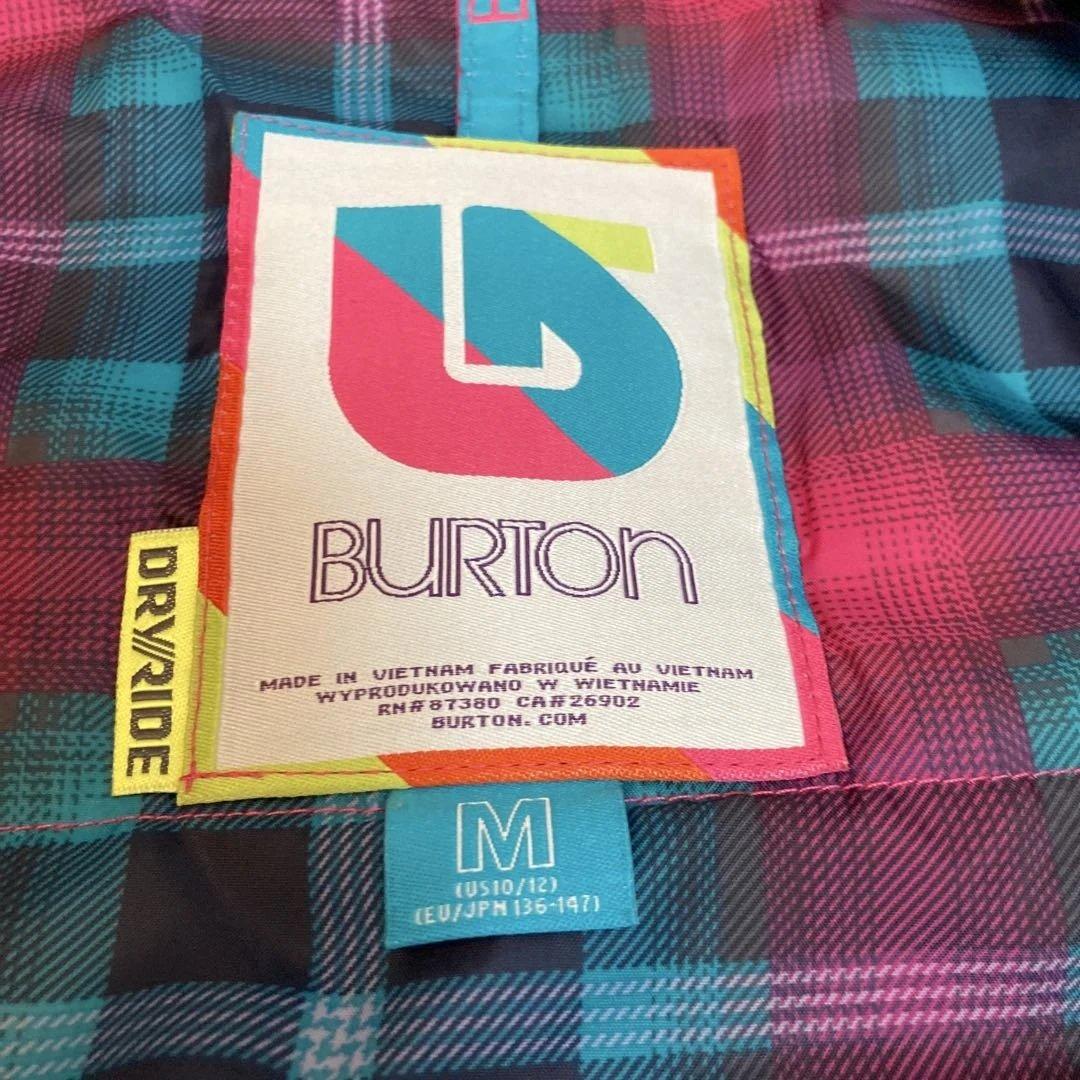 BURTON
DRY//RIDE
MADE IN VIETNAM FABRIQUÉ AU VIETNAM
WYPRODUKOWANO W WIETNAMIE
RN#87380 CA#26902
BURTON.COM
M
(US10/12)
(EU/JPN 136-147)